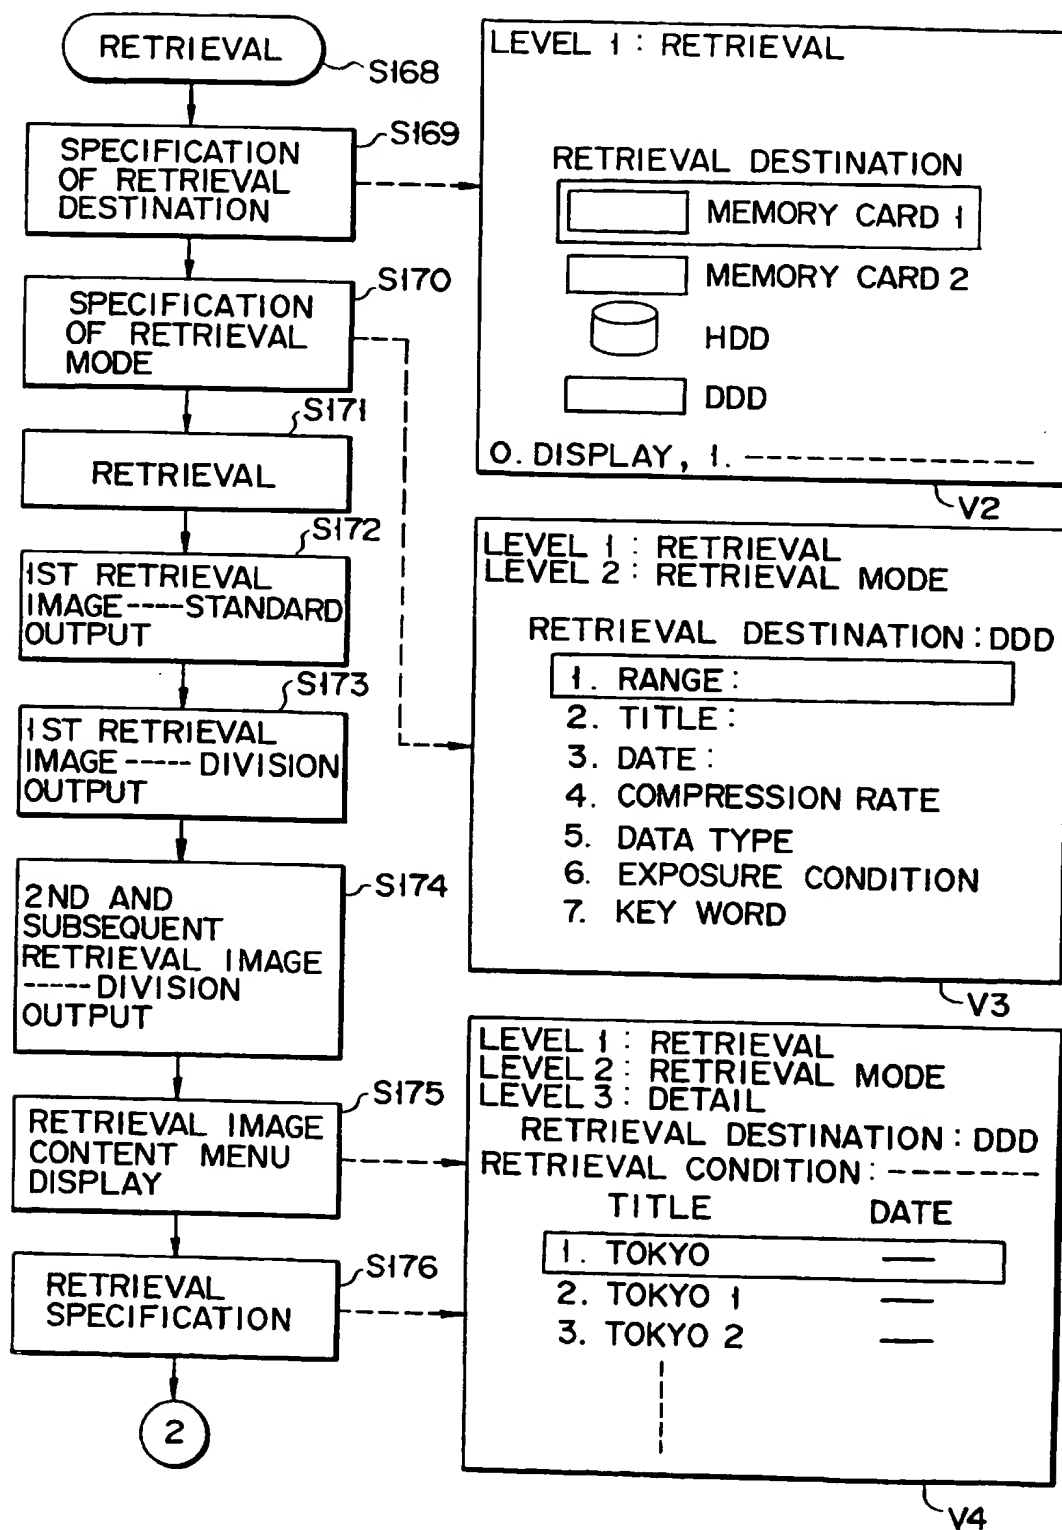 RETRIEVAL
S168
S169
SPECIFICATION
OF RETRIEVAL
DESTINATION
S170
SPECIFICATION
OF RETRIEVAL
MODE
S171
RETRIEVAL
S172
1ST RETRIEVAL
IMAGE-----STANDARD
OUTPUT
S173
1ST RETRIEVAL
IMAGE-----DIVISION
OUTPUT
S174
2ND AND
SUBSEQUENT
RETRIEVAL IMAGE
-----DIVISION
OUTPUT
S175
RETRIEVAL IMAGE
CONTENT MENU
DISPLAY
S176
RETRIEVAL
SPECIFICATION
2
LEVEL 1 : RETRIEVAL
RETRIEVAL DESTINATION
MEMORY CARD 1
MEMORY CARD 2
HDD
DDD
0. DISPLAY, 1. --------------
V2
LEVEL 1 : RETRIEVAL
LEVEL 2 : RETRIEVAL MODE
RETRIEVAL DESTINATION : DDD
1. RANGE :
2. TITLE :
3. DATE :
4. COMPRESSION RATE
5. DATA TYPE
6. EXPOSURE CONDITION
7. KEY WORD
V3
LEVEL 1 : RETRIEVAL
LEVEL 2 : RETRIEVAL MODE
LEVEL 3 : DETAIL
RETRIEVAL DESTINATION : DDD
RETRIEVAL CONDITION : -------
TITLE DATE
1. TOKYO —
2. TOKYO 1 —
3. TOKYO 2 —
V4